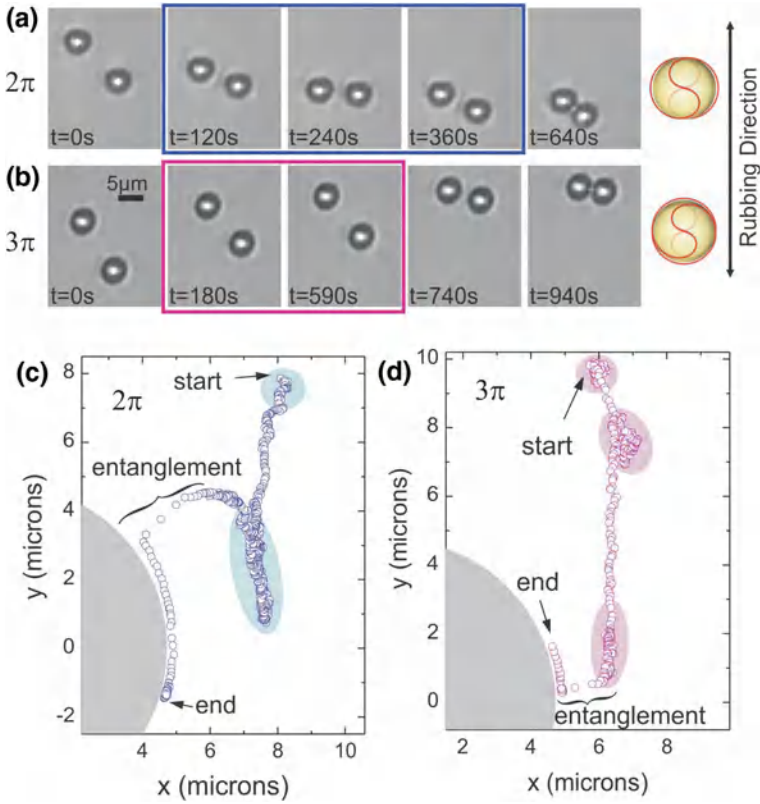 (a)
2π
t=0s
t=120s
t=240s
t=360s
t=640s
(b)
3π
5μm
t=0s
t=180s
t=590s
t=740s
t=940s
Rubbing Direction
(c)
2π
start
entanglement
end
8
6
4
2
0
-2
4 6 8 10
x (microns)
y (microns)
(d)
3π
start
end
entanglement
10
8
6
4
2
0
2 4 6 8
x (microns)
y (microns)